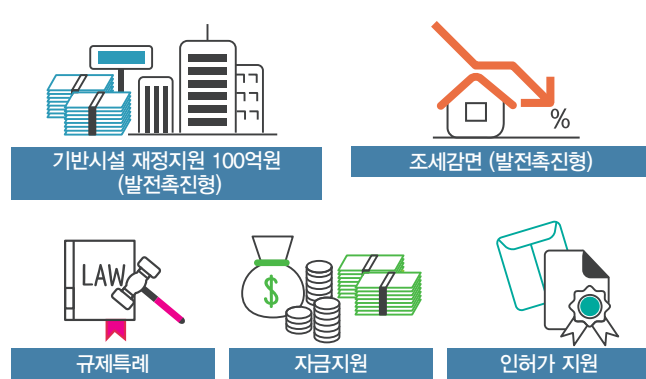 기반시설 재정지원 100억원
(발전촉진형)
%
조세감면 (발전촉진형)
LAW
$
규제특례
자금지원
인허가 지원